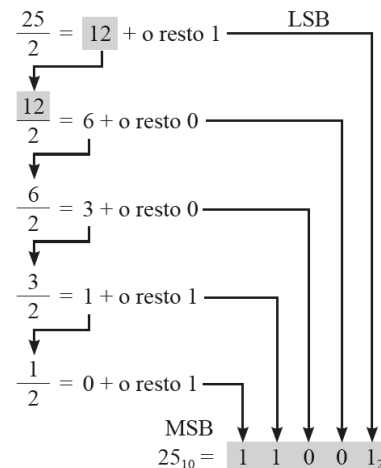 25/2 = 12 + o resto 1 LSB
12/2 = 6 + o resto 0
6/2 = 3 + o resto 0
3/2 = 1 + o resto 1
1/2 = 0 + o resto 1
MSB
25₁₀ = 1 1 0 0 1₂